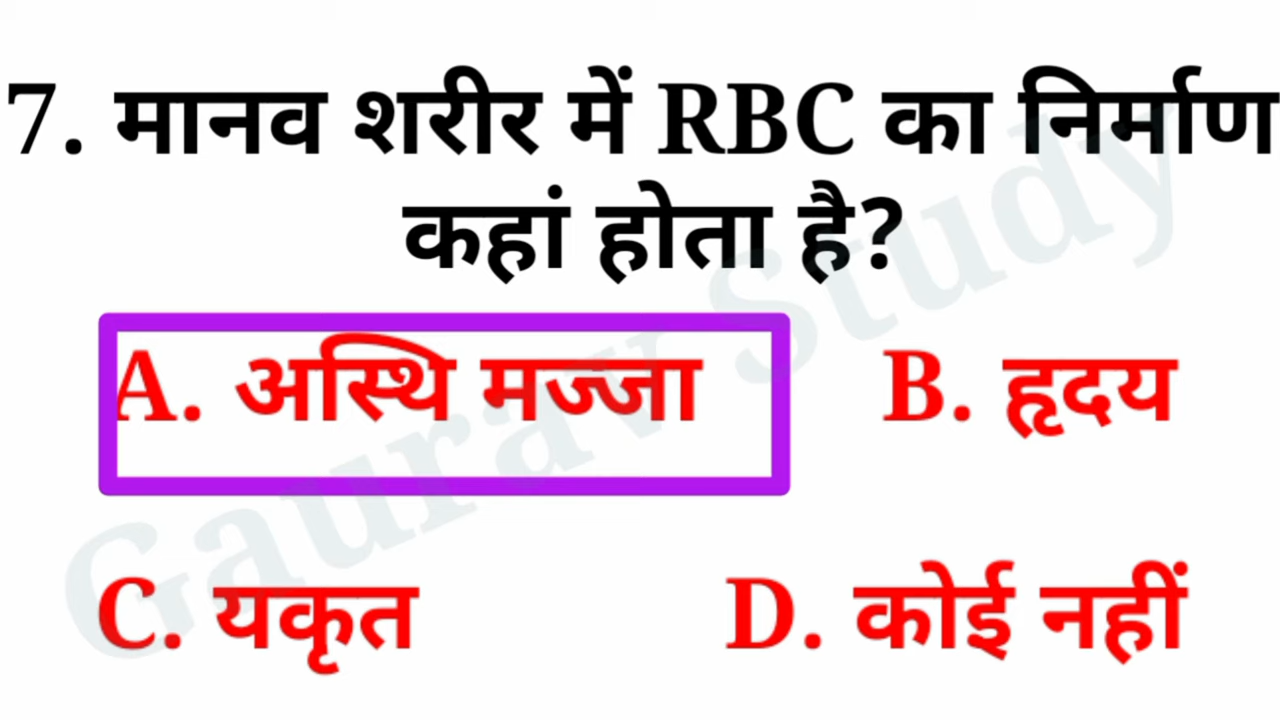 7. मानव शरीर में RBC का निर्माण
कहां होता है?
A. अस्थि मज्जा B. हृदय
C. यकृत D. कोई नहीं
Gaurav Study